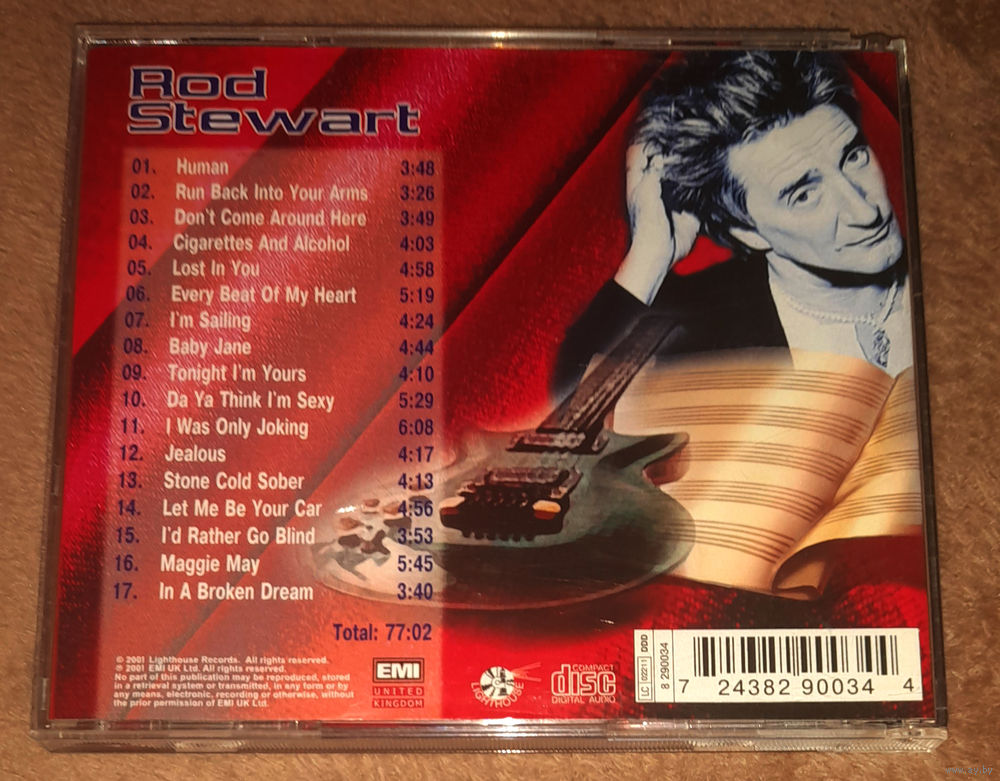 Rod
Stewart
01. Human 3:48
02. Run Back Into Your Arms 3:26
03. Don't Come Around Here 3:49
04. Cigarettes And Alcohol 4:03
05. Lost In You 4:58
06. Every Beat Of My Heart 5:19
07. I'm Sailing 4:24
08. Baby Jane 4:44
09. Tonight I'm Yours 4:10
10. Da Ya Think I'm Sexy 5:29
11. I Was Only Joking 6:08
12. Jealous 4:17
13. Stone Cold Sober 4:13
14. Let Me Be Your Car 4:56
15. I'd Rather Go Blind 3:53
16. Maggie May 5:45
17. In A Broken Dream 3:40
Total: 77:02
© 2001 Lighthouse Records. All rights reserved.
℗ 2001 EMI UK Ltd. All rights reserved.
No part of this publication may be reproduced, stored
in a retrieval system or transmitted, in any form or by
any means, electronic, recording or otherwise, without
the prior permission of EMI UK Ltd.
EMI
UNITED
KINGDOM
LIGHTHOUSE
COMPACT
disc
DIGITAL AUDIO
LC 02211 DDD
8 290034
7 24382 90034 4
www.ay.by